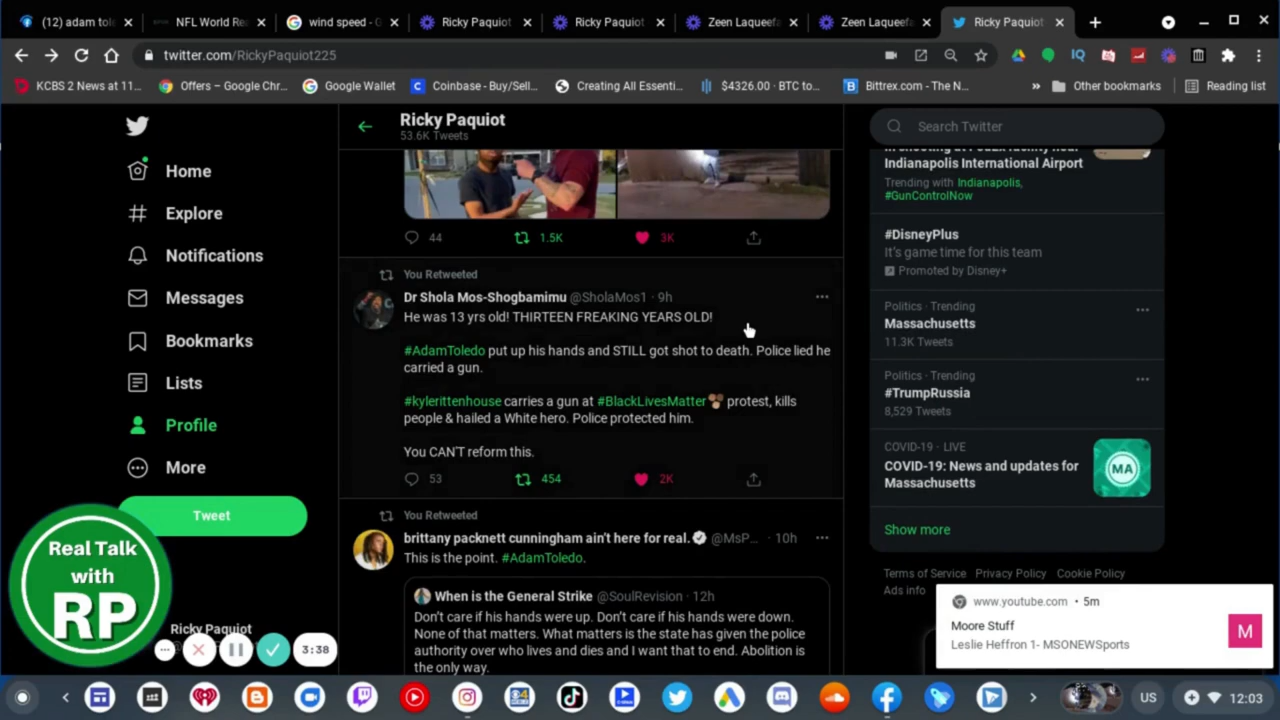 (12) adam tol
NFL World Re
wind speed - G
Ricky Paquiot
Ricky Paquiot
Zeen Laqueefa
Zeen Laqueefa
Ricky Paquiot
twitter.com/RickyPaquiot225
KCBS 2 News at 11...
Offers – Google Chr...
Google Wallet
Coinbase - Buy/Sell...
Creating All Essenti...
$4326.00 · BTC to...
Bittrex.com - The N...
»
Other bookmarks
Reading list
Home
Explore
Notifications
Messages
Bookmarks
Lists
Profile
More
Tweet
Real Talk
with
RP
Ricky Paquiot
3:38
Ricky Paquiot
53.6K Tweets
44
1.5K
3K
You Retweeted
Dr Shola Mos-Shogbamimu @SholaMos1 · 9h
He was 13 yrs old! THIRTEEN FREAKING YEARS OLD!
#AdamToledo put up his hands and STILL got shot to death. Police lied he
carried a gun.
#kylerittenhouse carries a gun at #BlackLivesMatter protest, kills
people & hailed a White hero. Police protected him.
You CAN'T reform this.
53
454
2K
You Retweeted
brittany packnett cunningham ain't here for real. @MsP... · 10h
This is the point. #AdamToledo.
When is the General Strike @SoulRevision · 12h
Don't care if his hands were up. Don't care if his hands were down.
None of that matters. What matters is the state has given the police
authority over who lives and dies and I want that to end. Abolition is
the only way.
Search Twitter
Indianapolis International Airport
Trending with Indianapolis,
#GunControlNow
#DisneyPlus
It's game time for this team
Promoted by Disney+
Politics · Trending
Massachusetts
11.3K Tweets
Politics · Trending
#TrumpRussia
8,529 Tweets
COVID-19 · LIVE
COVID-19: News and updates for
Massachusetts
MA
Show more
Terms of Service Privacy Policy Cookie Policy
Ads info
www.youtube.com • 5m
Moore Stuff
Leslie Heffron 1- MSONEWSports
M
US
12:03